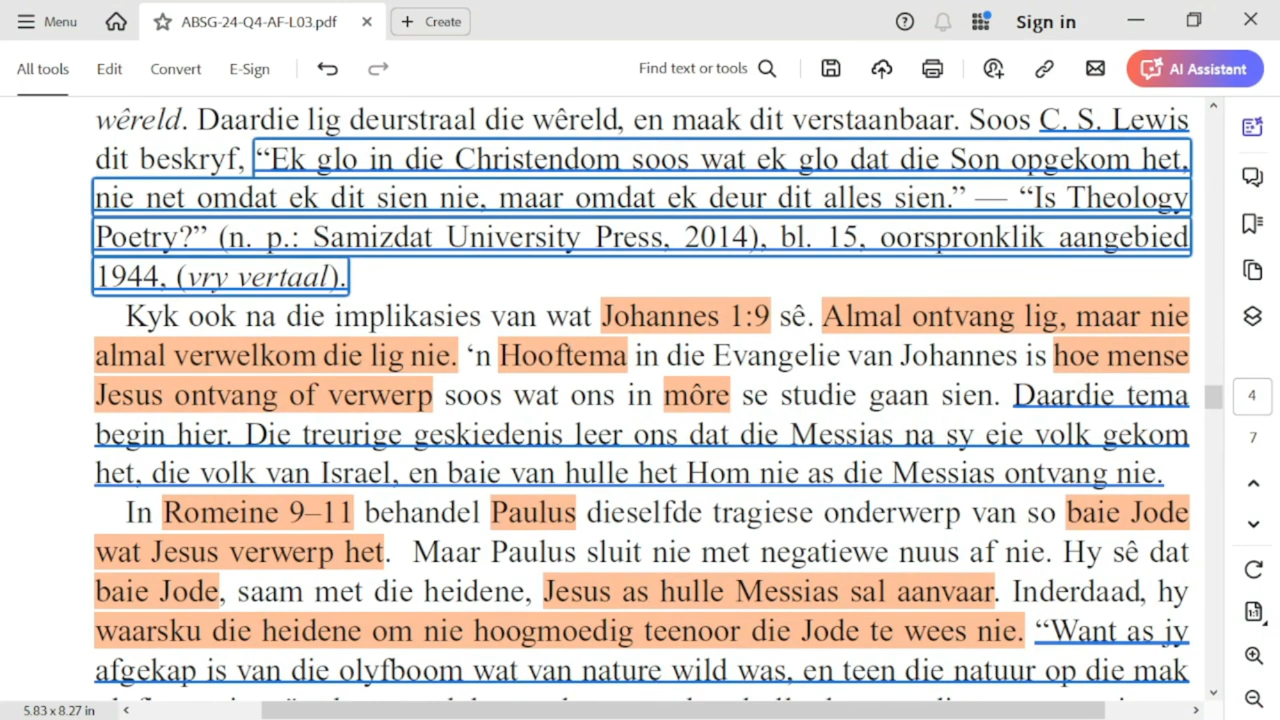 Menu
ABSG-24-Q4-AF-L03.pdf
Create
Sign in
All tools
Edit
Convert
E-Sign
Find text or tools
AI Assistant
wêreld. Daardie lig deurstraal die wêreld, en maak dit verstaanbaar. Soos C. S. Lewis
dit beskryf, “Ek glo in die Christendom soos wat ek glo dat die Son opgekom het,
nie net omdat ek dit sien nie, maar omdat ek deur dit alles sien.” — “Is Theology
Poetry?” (n. p.: Samizdat University Press, 2014), bl. 15, oorspronklik aangebied
1944, (vry vertaal).
Kyk ook na die implikasies van wat Johannes 1:9 sê. Almal ontvang lig, maar nie
almal verwelkom die lig nie. ‘n Hooftema in die Evangelie van Johannes is hoe mense
Jesus ontvang of verwerp soos wat ons in môre se studie gaan sien. Daardie tema
begin hier. Die treurige geskiedenis leer ons dat die Messias na sy eie volk gekom
het, die volk van Israel, en baie van hulle het Hom nie as die Messias ontvang nie.
In Romeine 9–11 behandel Paulus dieselfde tragiese onderwerp van so baie Jode
wat Jesus verwerp het. Maar Paulus sluit nie met negatiewe nuus af nie. Hy sê dat
baie Jode, saam met die heidene, Jesus as hulle Messias sal aanvaar. Inderdaad, hy
waarsku die heidene om nie hoogmoedig teenoor die Jode te wees nie. “Want as jy
afgekap is van die olyfboom wat van nature wild was, en teen die natuur op die mak
4
7
1:1
5.83 x 8.27 in